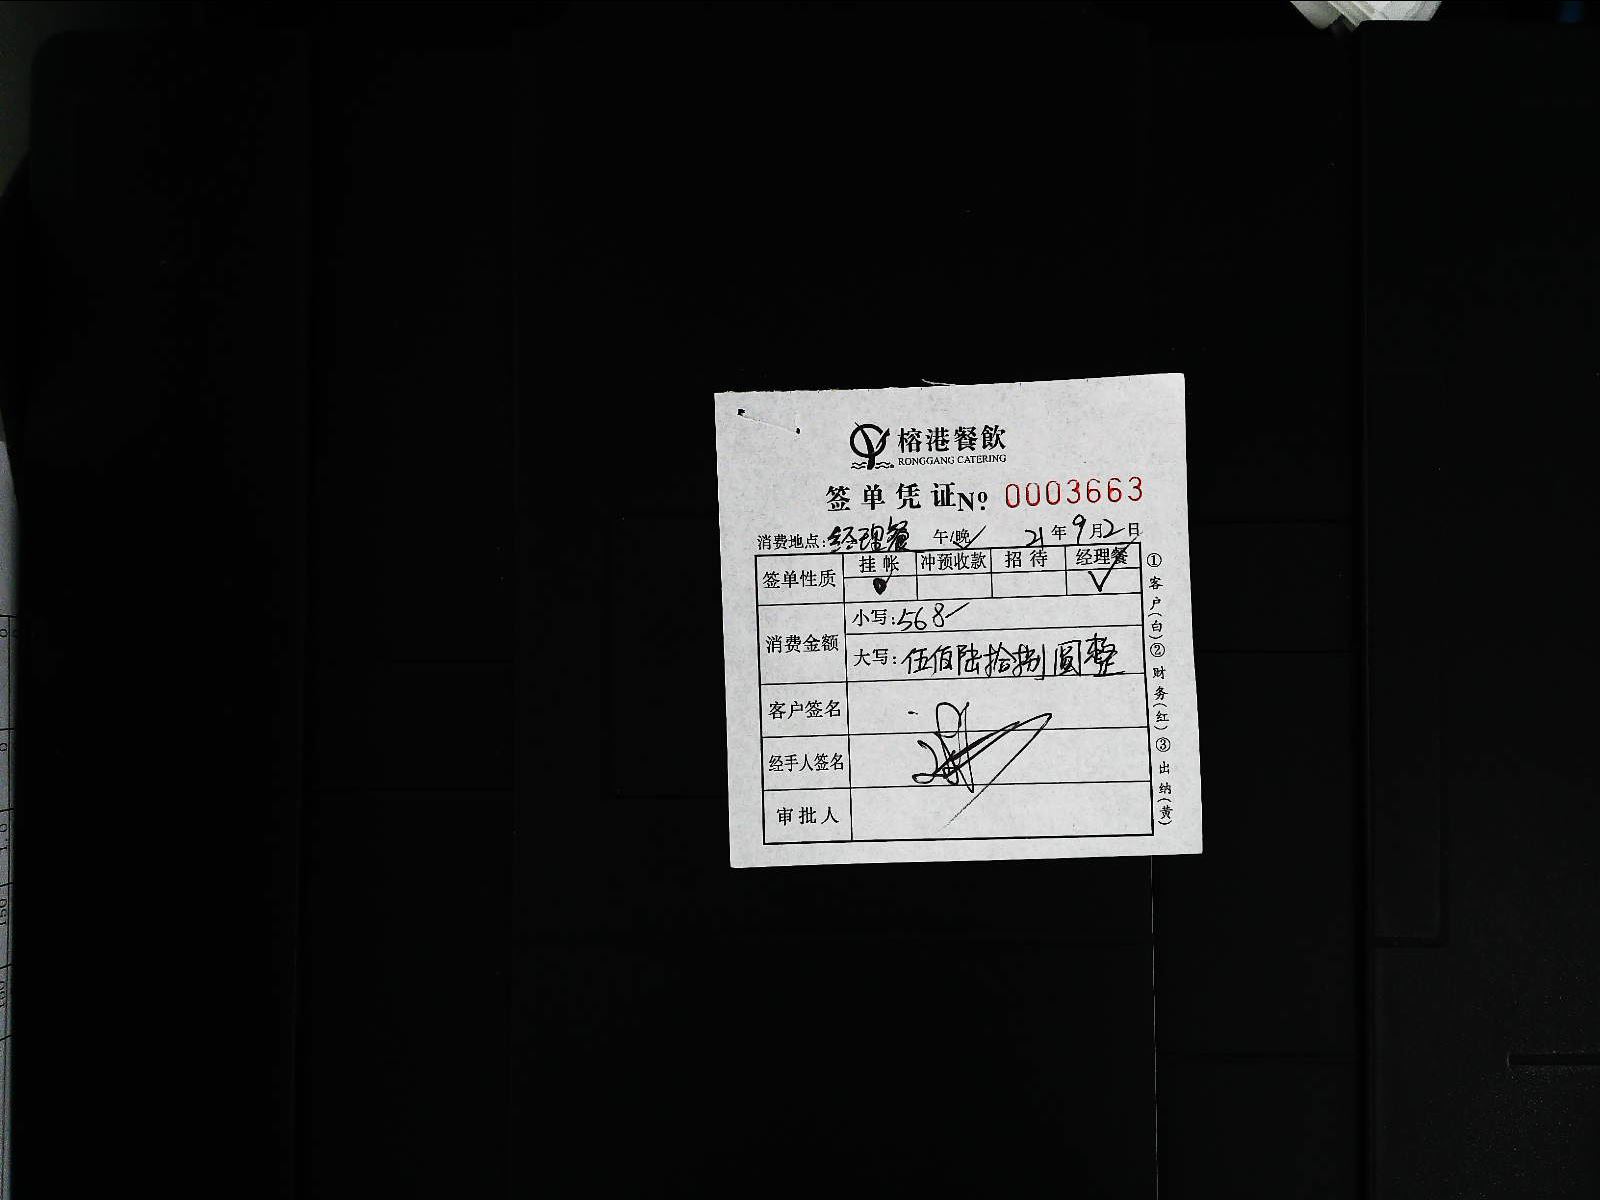 榕港餐飲
RONGGANG CATERING
签单凭证№ 0003663
消费地点:经理餐 午/晚✓ 21年9月2日
签单性质 挂帐 冲预收款 招待 经理餐
✓
消费金额 小写:568
大写:伍佰陆拾捌圆整
客户签名
经手人签名
审批人
①客户(白)②财务(红)③出纳(黄)